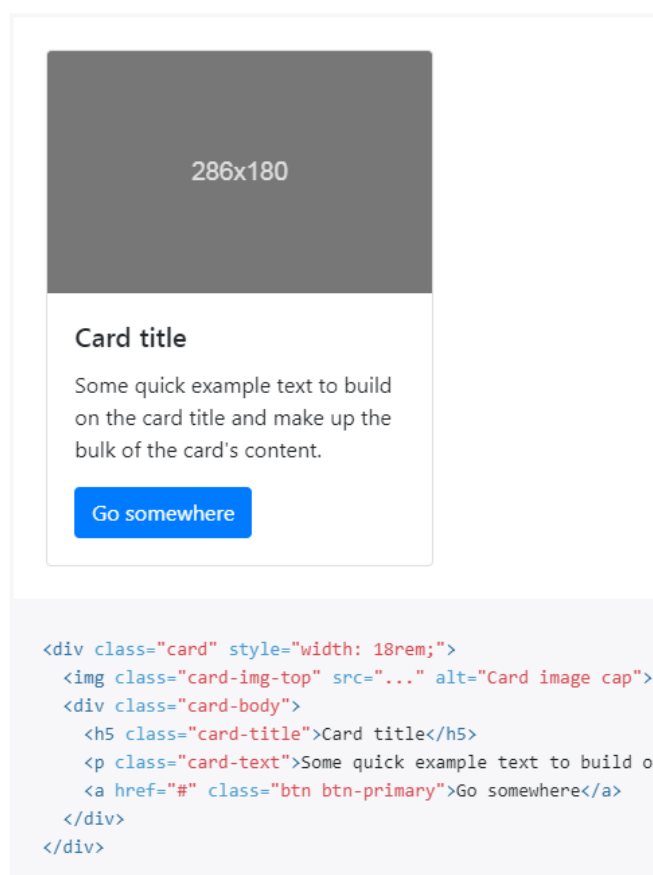 286x180
Card title
Some quick example text to build
on the card title and make up the
bulk of the card's content.
Go somewhere
<div class="card" style="width: 18rem;">
  <img class="card-img-top" src="..." alt="Card image cap">
  <div class="card-body">
    <h5 class="card-title">Card title</h5>
    <p class="card-text">Some quick example text to build o
    <a href="#" class="btn btn-primary">Go somewhere</a>
  </div>
</div>